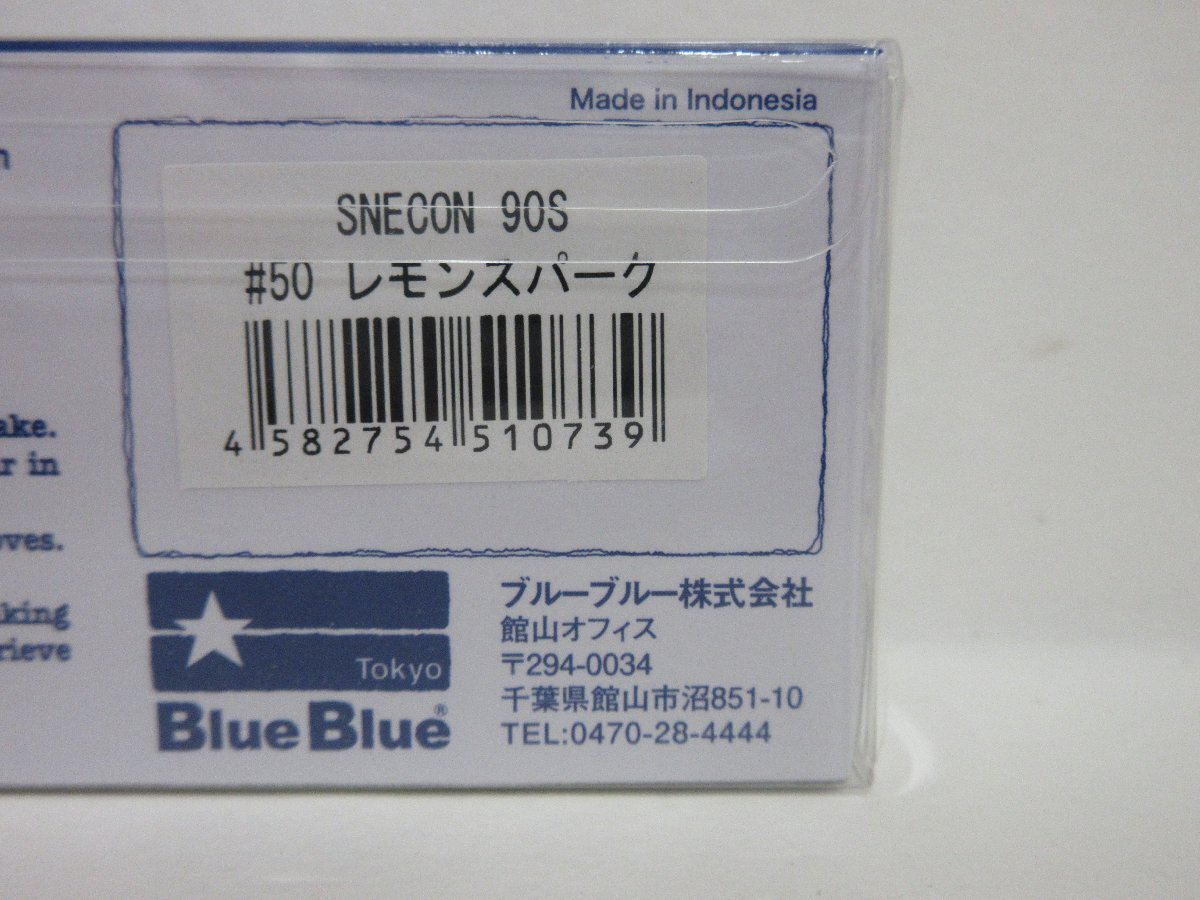 Made in Indonesia
SNECON 90S
#50 レモンスパーク
4 582754 510739
ake.
r in
oves.
king
rieve
Tokyo
BlueBlue®
ブルーブルー株式会社
館山オフィス
〒294-0034
千葉県館山市沼851-10
TEL:0470-28-4444